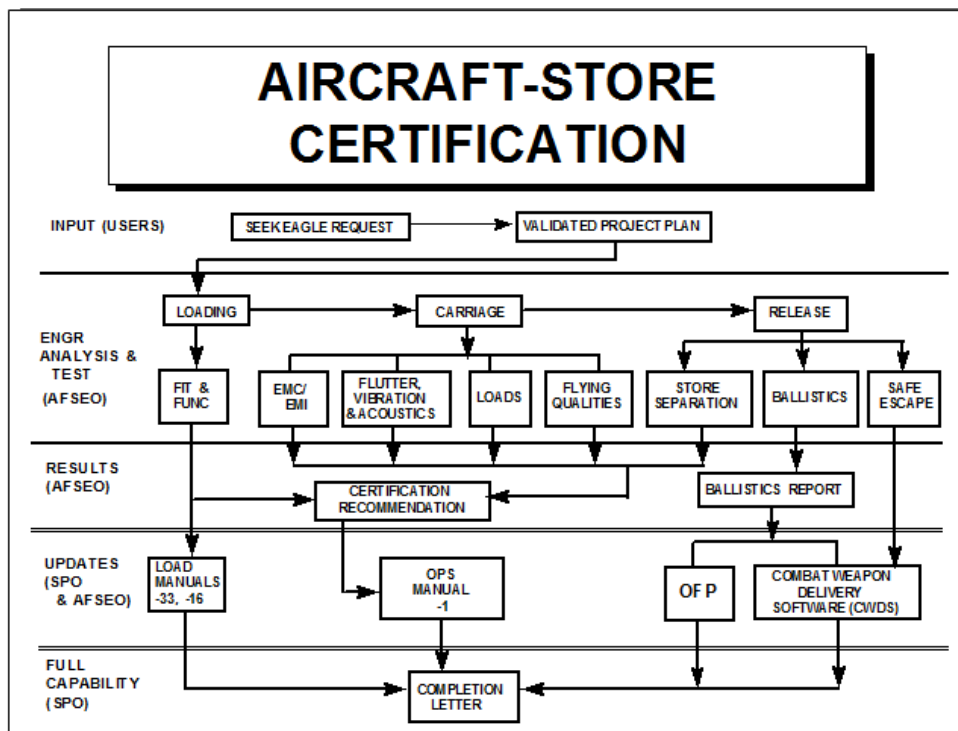 AIRCRAFT-STORE
CERTIFICATION
INPUT (USERS)
SEEK EAGLE REQUEST
VALIDATED PROJECT PLAN
LOADING
CARRIAGE
RELEASE
ENGR
ANALYSIS &
TEST
(AFSEO)
FIT &
FUNC
EMC/
EMI
FLUTTER,
VIBRATION
& ACOUSTICS
LOADS
FLYING
QUALITIES
STORE
SEPARATION
BALLISTICS
SAFE
ESCAPE
RESULTS
(AFSEO)
CERTIFICATION
RECOMMENDATION
BALLISTICS REPORT
UPDATES
(SPO
& AFSEO)
LOAD
MANUALS
-33, -16
OPS
MANUAL
-1
OFP
COMBAT WEAPON
DELIVERY
SOFTWARE (CWDS)
FULL
CAPABILITY
(SPO)
COMPLETION
LETTER